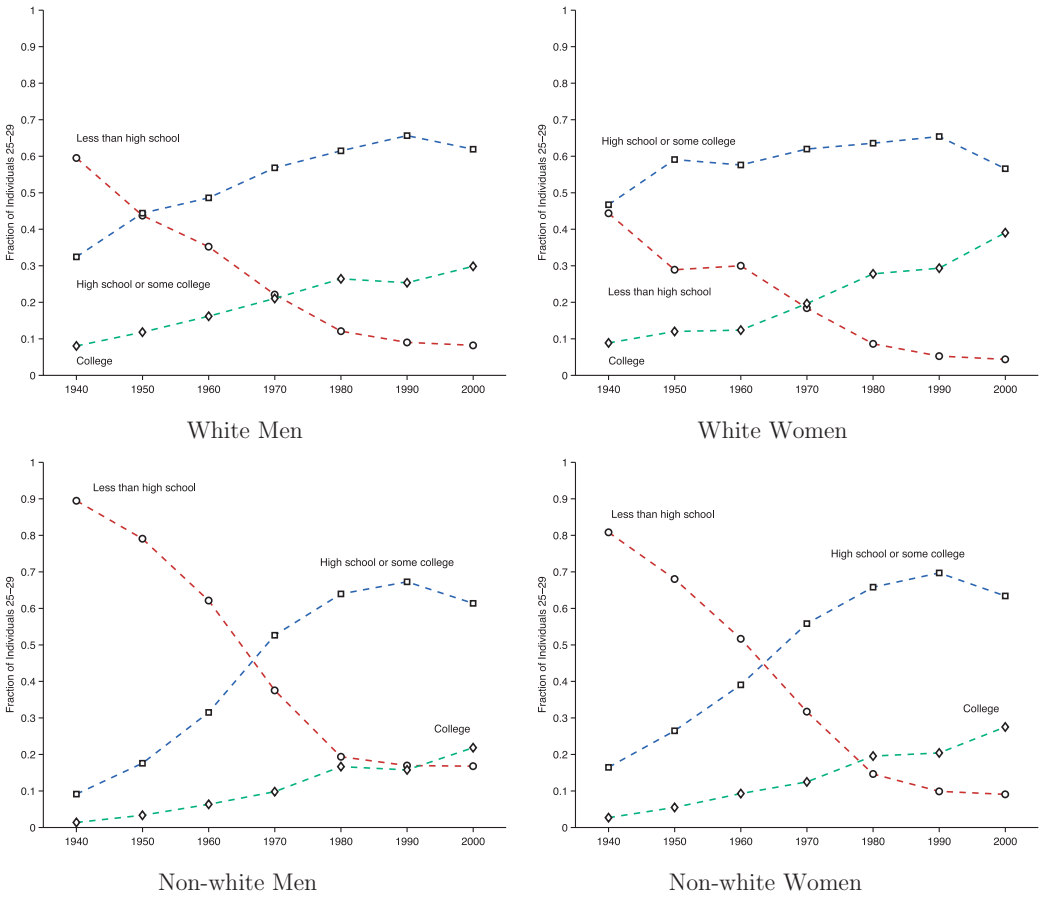 1
0.9
0.8
0.7
0.6
0.5
0.4
0.3
0.2
0.1
0
Fraction of Individuals 25–29
Less than high school
High school or some college
College
1940 1950 1960 1970 1980 1990 2000
White Men
1
0.9
0.8
0.7
0.6
0.5
0.4
0.3
0.2
0.1
0
Fraction of Individuals 25–29
High school or some college
Less than high school
College
1940 1950 1960 1970 1980 1990 2000
White Women
1
0.9
0.8
0.7
0.6
0.5
0.4
0.3
0.2
0.1
0
Fraction of Individuals 25–29
Less than high school
High school or some college
College
1940 1950 1960 1970 1980 1990 2000
Non-white Men
1
0.9
0.8
0.7
0.6
0.5
0.4
0.3
0.2
0.1
0
Fraction of Individuals 25–29
Less than high school
High school or some college
College
1940 1950 1960 1970 1980 1990 2000
Non-white Women